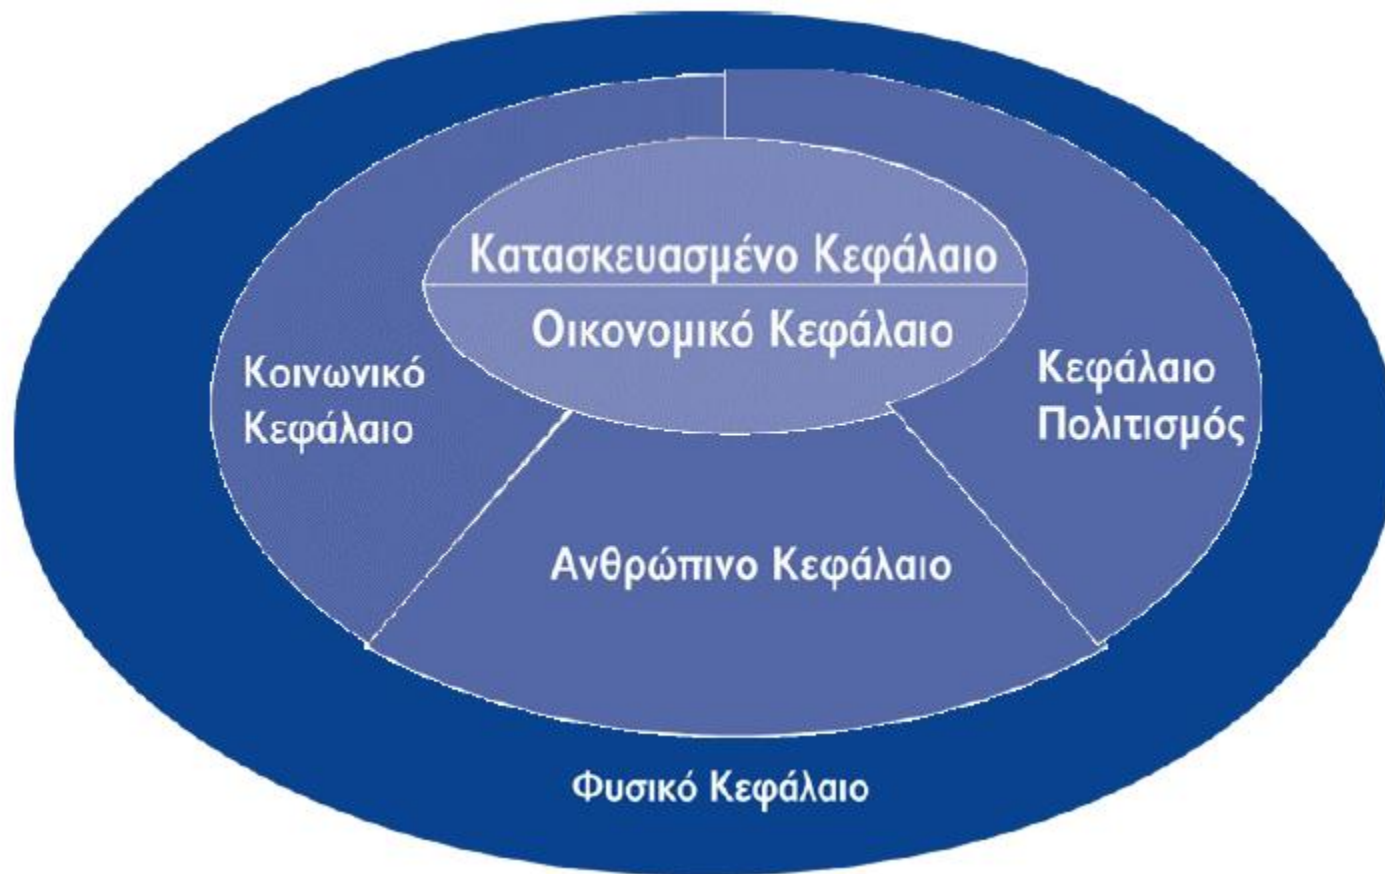 Κατασκευασμένο Κεφάλαιο
Οικονομικό Κεφάλαιο
Κοινωνικό
Κεφάλαιο
Κεφάλαιο
Πολιτισμός
Ανθρώπινο Κεφάλαιο
Φυσικό Κεφάλαιο